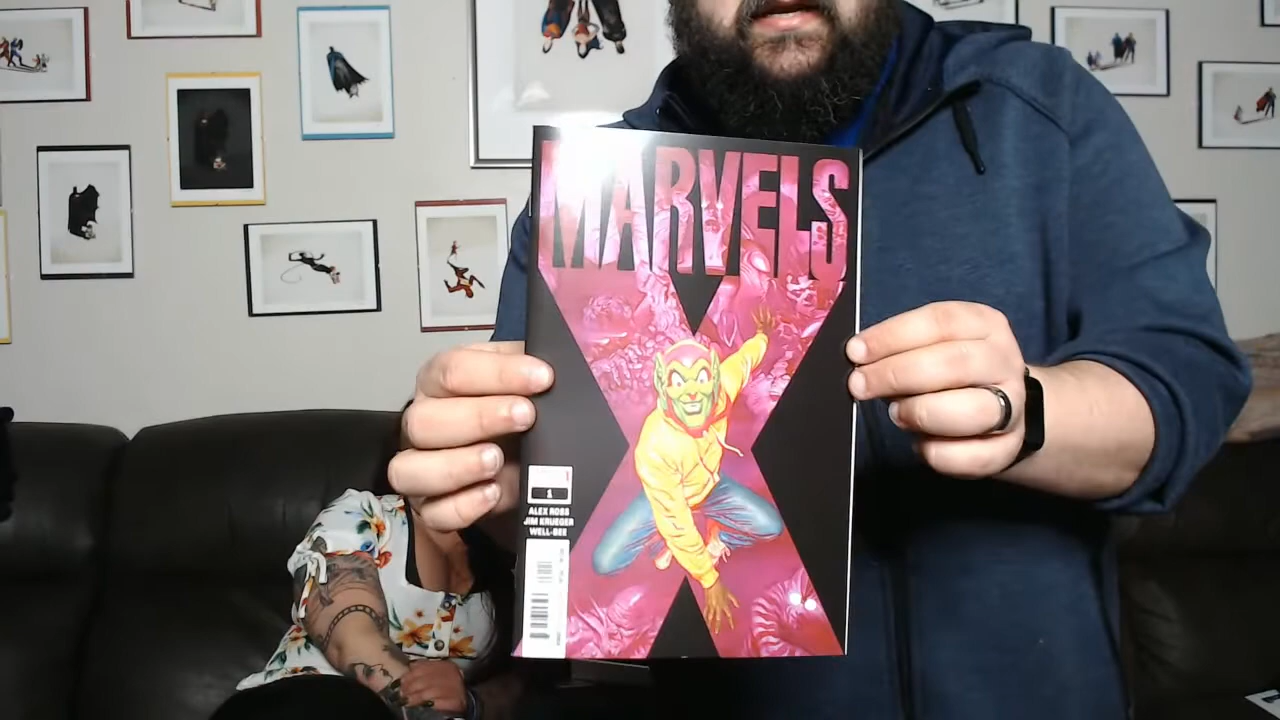 MARVELS
X
1
ALEX ROSS
JIM KRUEGER
WELL-BEE